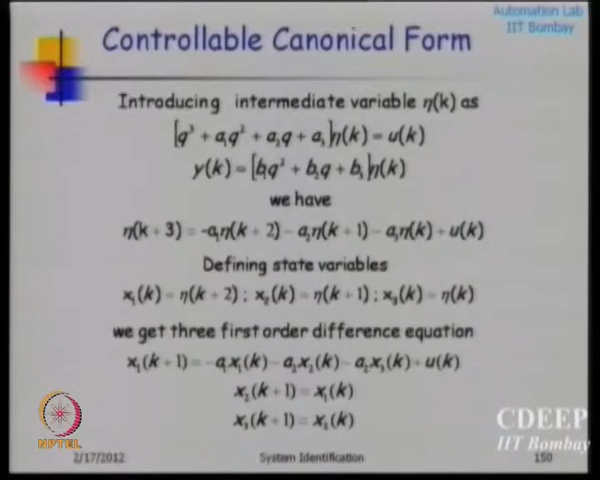 Automation Lab
IIT Bombay
Controllable Canonical Form
Introducing intermediate variable η(k) as
[q³ + a₁q² + a₂q + a₃]η(k) = u(k)
y(k) = [b₁q² + b₂q + b₃]η(k)
we have
η(k + 3) = -a₁η(k + 2) - a₂η(k + 1) - a₃η(k) + u(k)
Defining state variables
x₁(k) = η(k + 2) ; x₂(k) = η(k + 1) ; x₃(k) = η(k)
we get three first order difference equation
x₁(k + 1) = -a₁x₁(k) - a₂x₂(k) - a₂x₃(k) + u(k)
x₂(k + 1) = x₁(k)
x₃(k + 1) = x₂(k)
NPTEL
CDEEP
IIT Bombay
2/17/2012
System Identification
150